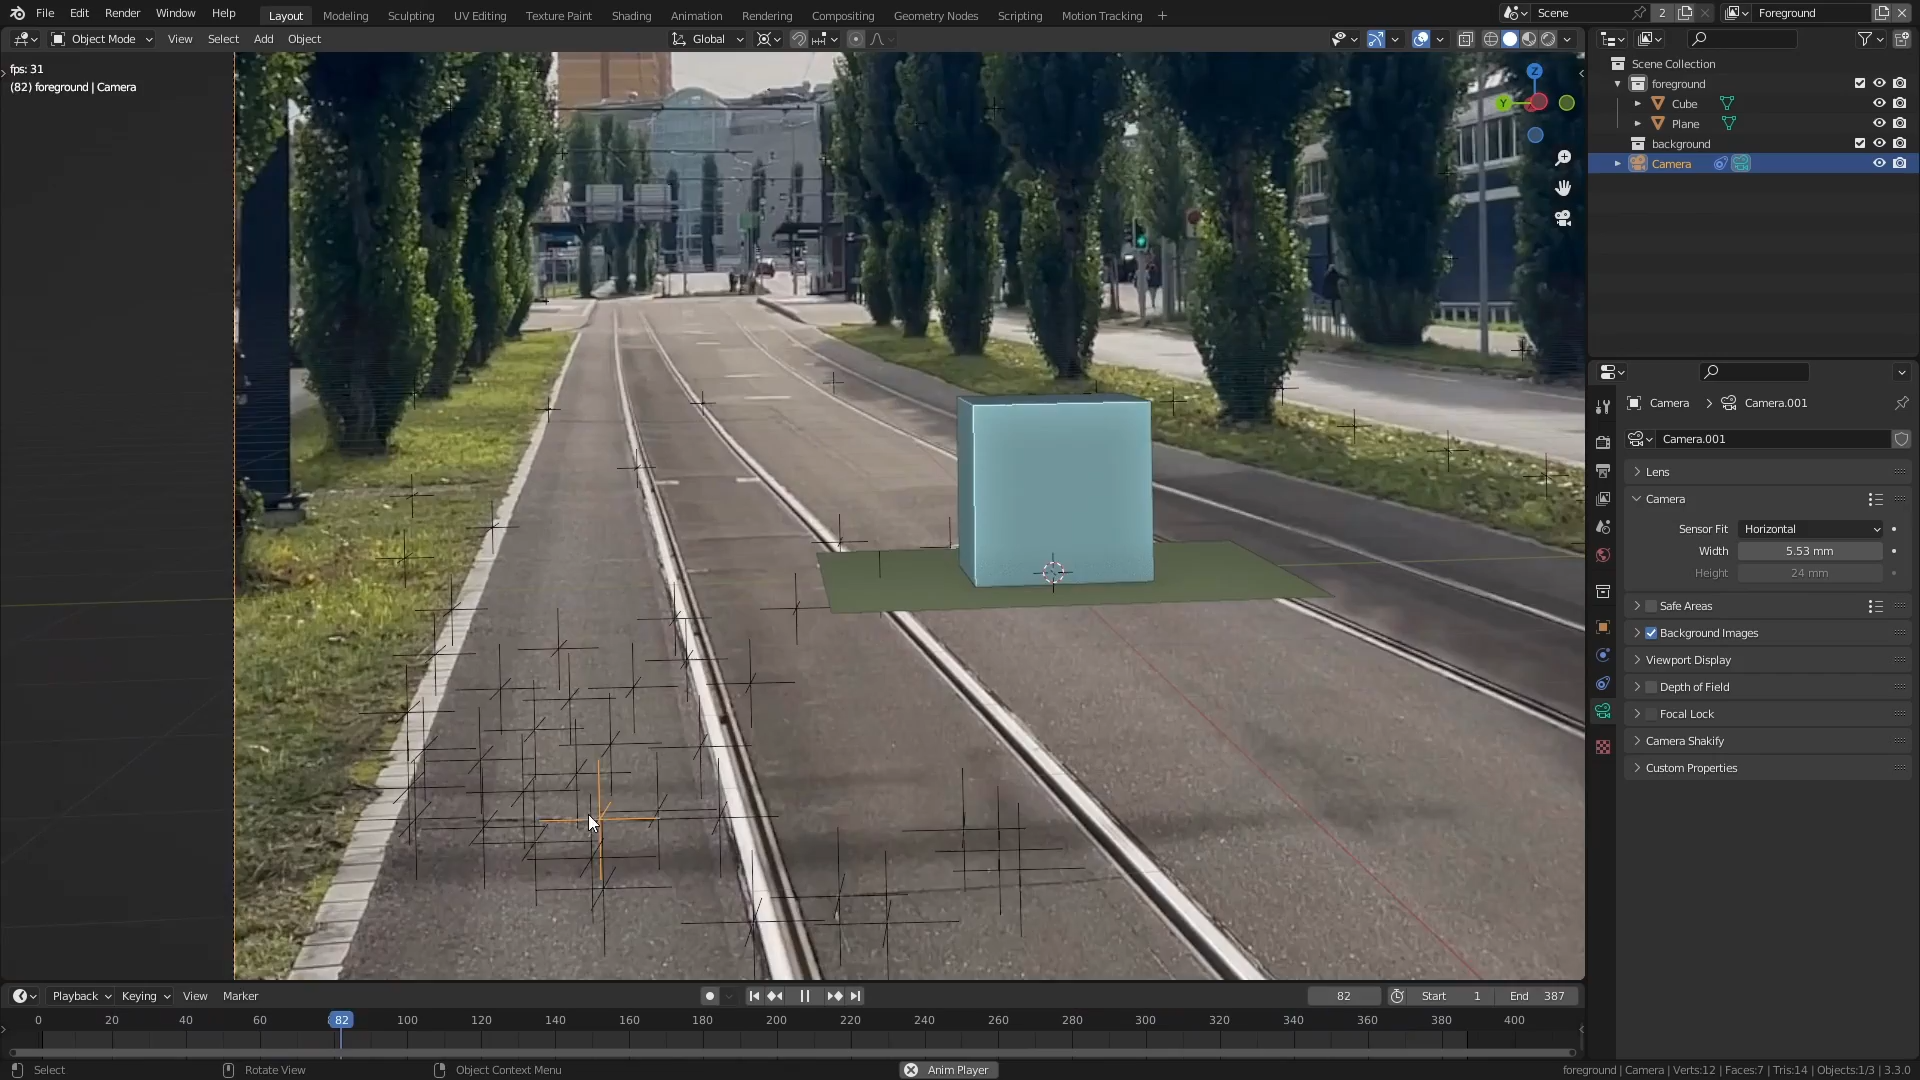 File Edit Render Window Help Layout Modeling Sculpting UV Editing Texture Paint Shading Animation Rendering Compositing Geometry Nodes Scripting Motion Tracking + Scene 2 Foreground
Object Mode View Select Add Object Global
fps: 31
(82) foreground | Camera
Z
Y
Scene Collection
foreground
Cube
Plane
background
Camera
Camera > Camera.001
Camera.001
Lens
Camera
Sensor Fit Horizontal
Width 5.53 mm
Height 24 mm
Safe Areas
Background Images
Viewport Display
Depth of Field
Focal Lock
Camera Shakify
Custom Properties
Playback Keying View Marker 82 Start 1 End 387
0 20 40 60 82 100 120 140 160 180 200 220 240 260 280 300 320 340 360 380 400
Select Rotate View Object Context Menu Anim Player foreground | Camera | Verts:12 | Faces:7 | Tris:14 | Objects:1/3 | 3.3.0